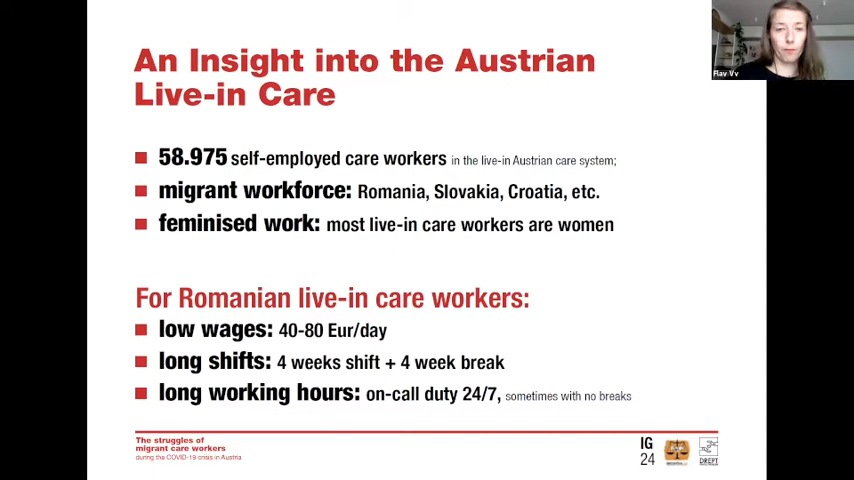 An Insight into the Austrian
Live-in Care
58.975 self-employed care workers in the live-in Austrian care system;
migrant workforce: Romania, Slovakia, Croatia, etc.
feminised work: most live-in care workers are women
For Romanian live-in care workers:
low wages: 40-80 Eur/day
long shifts: 4 weeks shift + 4 week break
long working hours: on-call duty 24/7, sometimes with no breaks
The struggles of
migrant care workers
during the COVID-19 crisis in Austria
IG
24
DREPT
Flav Vv